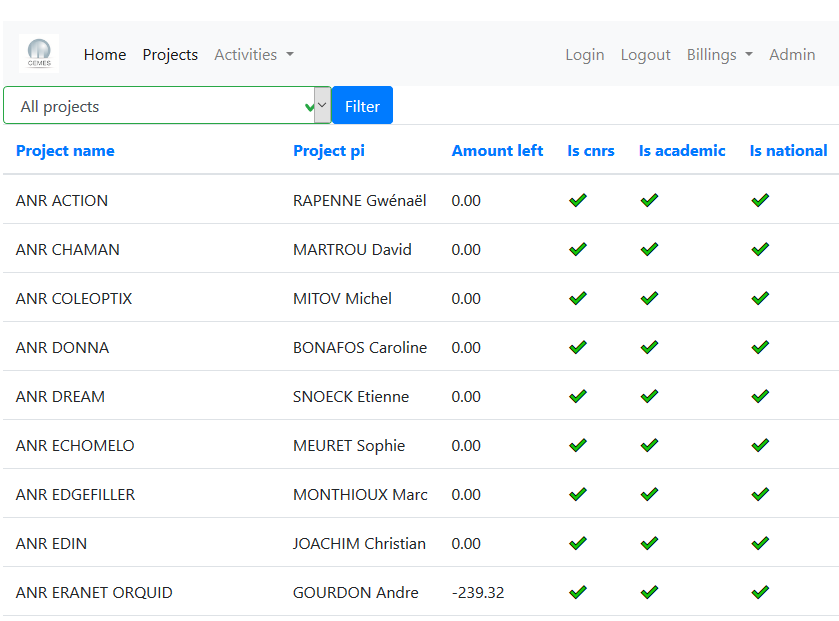 CEMES
Home Projects Activities Login Logout Billings Admin
All projects Filter
Project name Project pi Amount left Is cnrs Is academic Is national
ANR ACTION RAPENNE Gwénaël 0.00
ANR CHAMAN MARTROU David 0.00
ANR COLEOPTIX MITOV Michel 0.00
ANR DONNA BONAFOS Caroline 0.00
ANR DREAM SNOECK Etienne 0.00
ANR ECHOMELO MEURET Sophie 0.00
ANR EDGEFILLER MONTHIOUX Marc 0.00
ANR EDIN JOACHIM Christian 0.00
ANR ERANET ORQUID GOURDON Andre -239.32